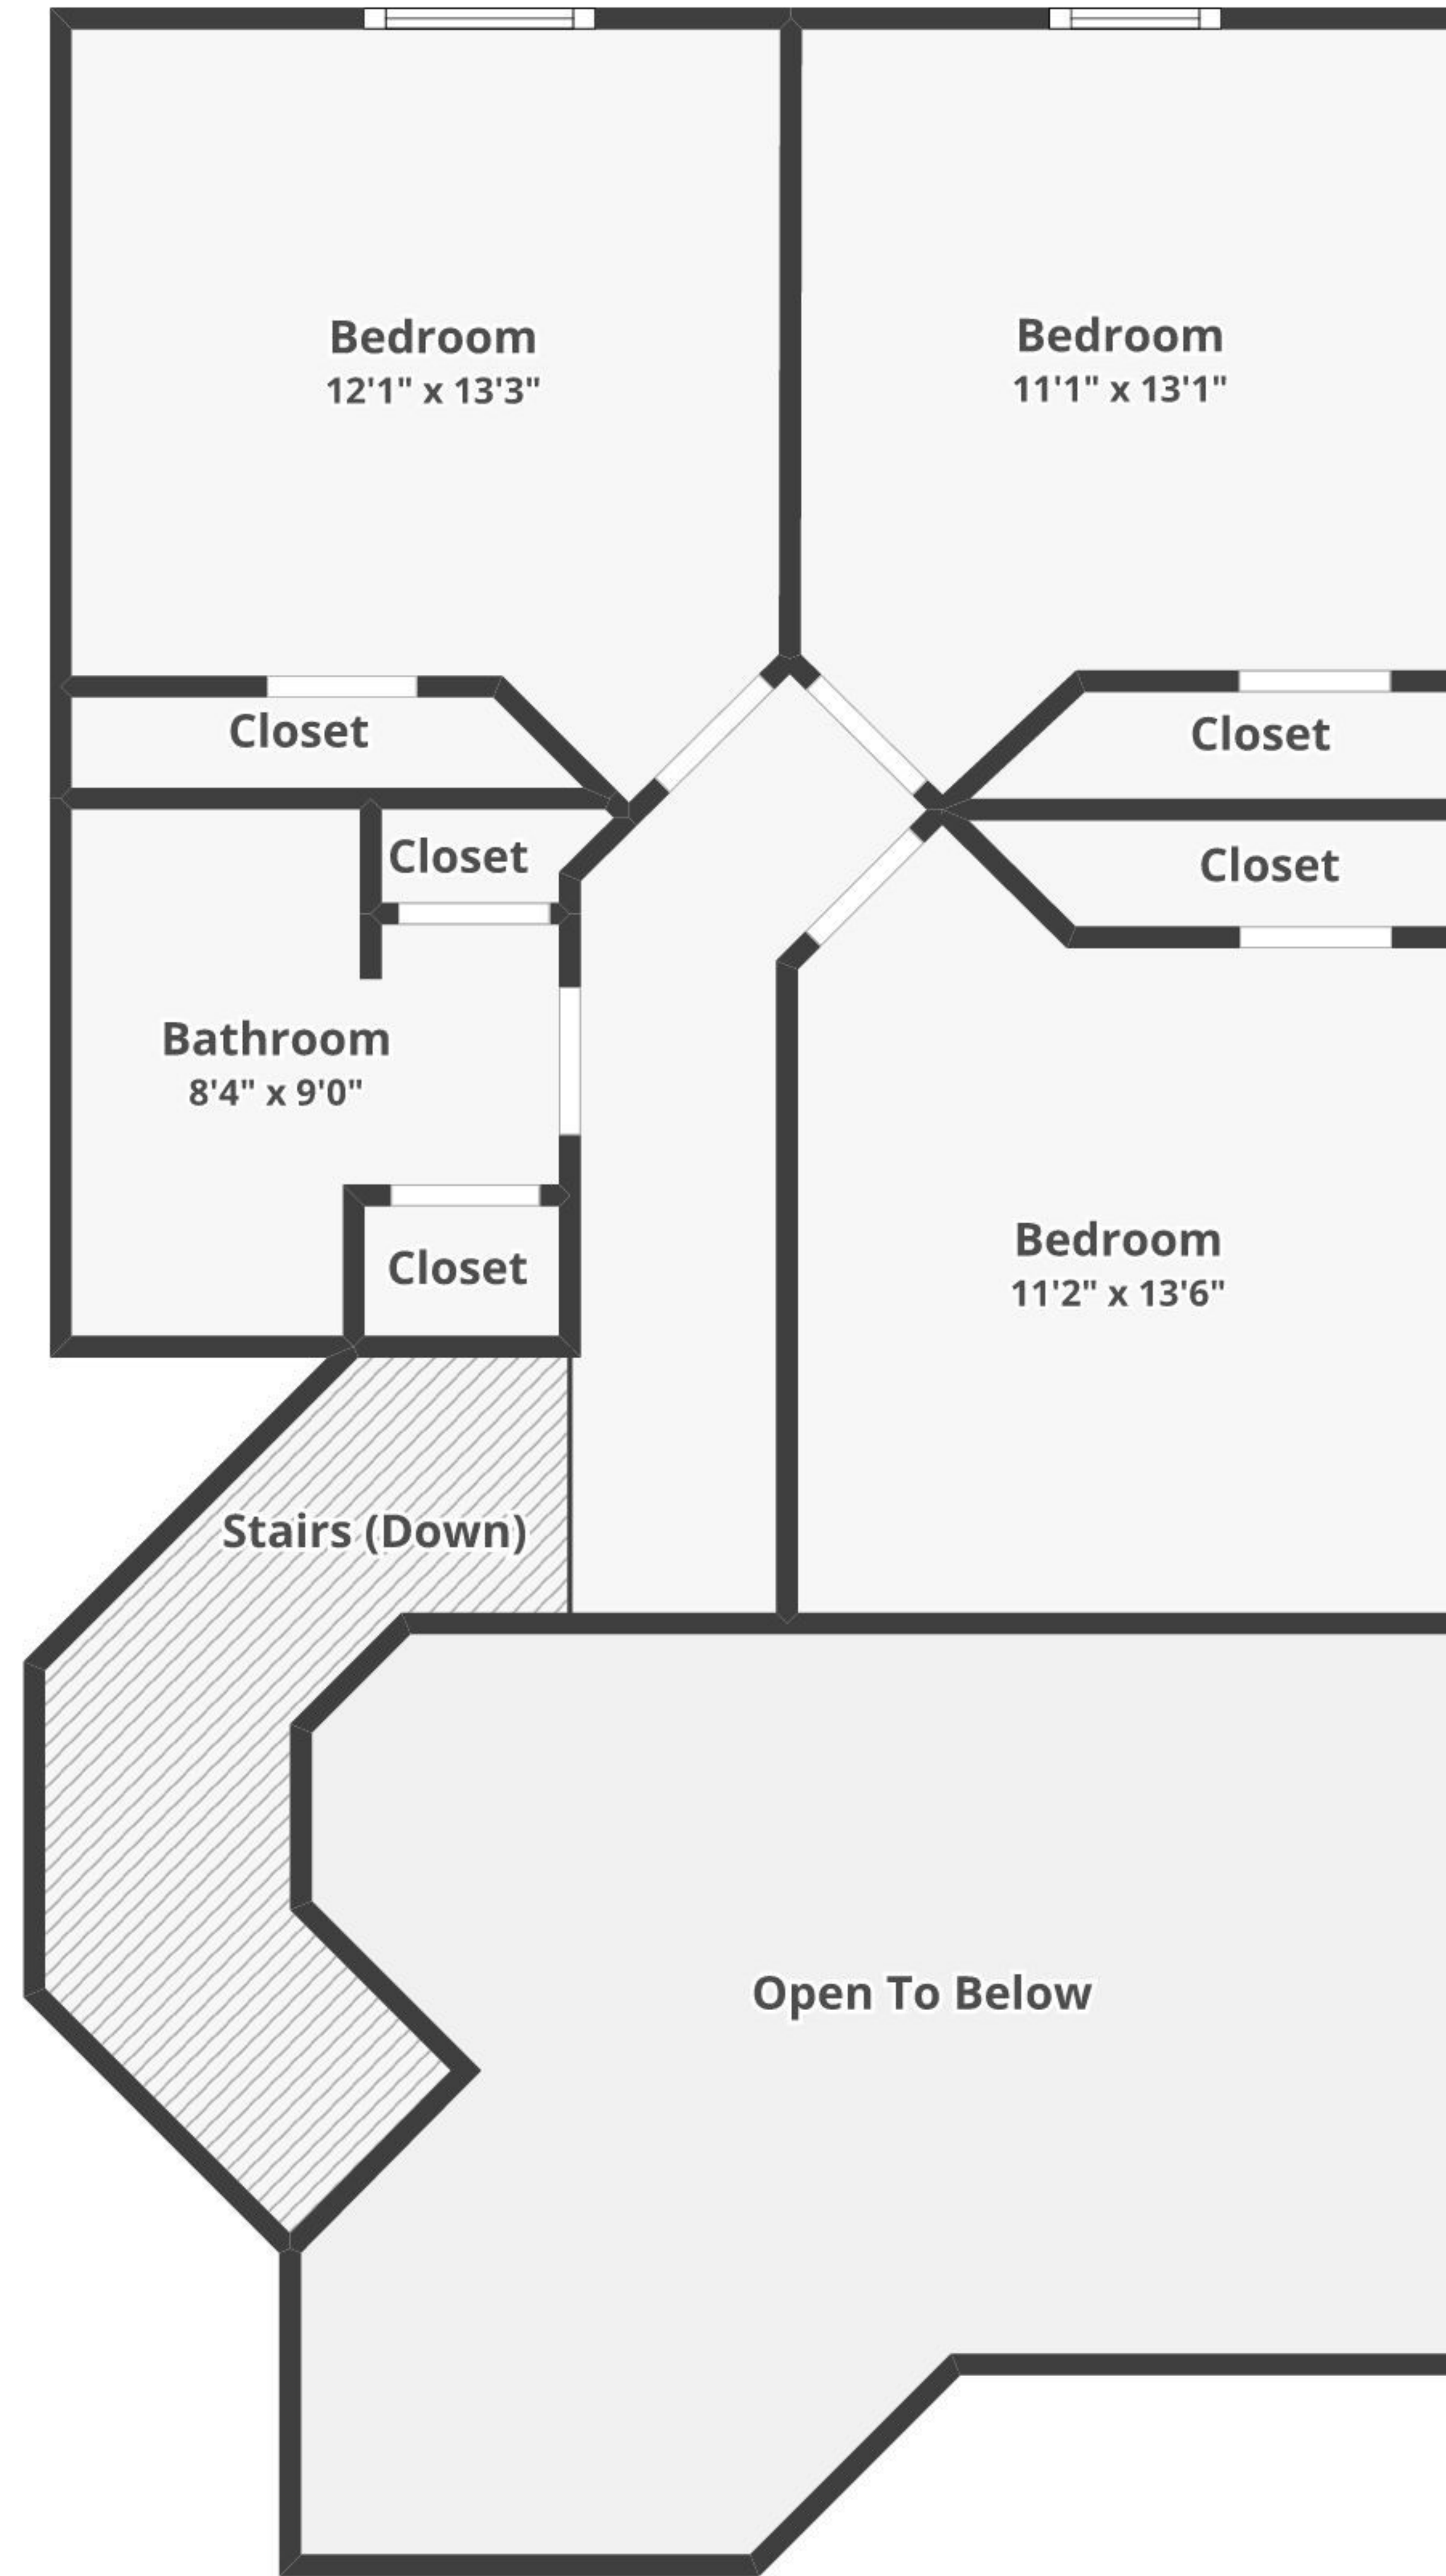 Bedroom
12'1" x 13'3"
Bedroom
11'1" x 13'1"
Closet
Closet
Closet
Closet
Bathroom
8'4" x 9'0"
Bedroom
11'2" x 13'6"
Closet
Stairs (Down)
Open To Below